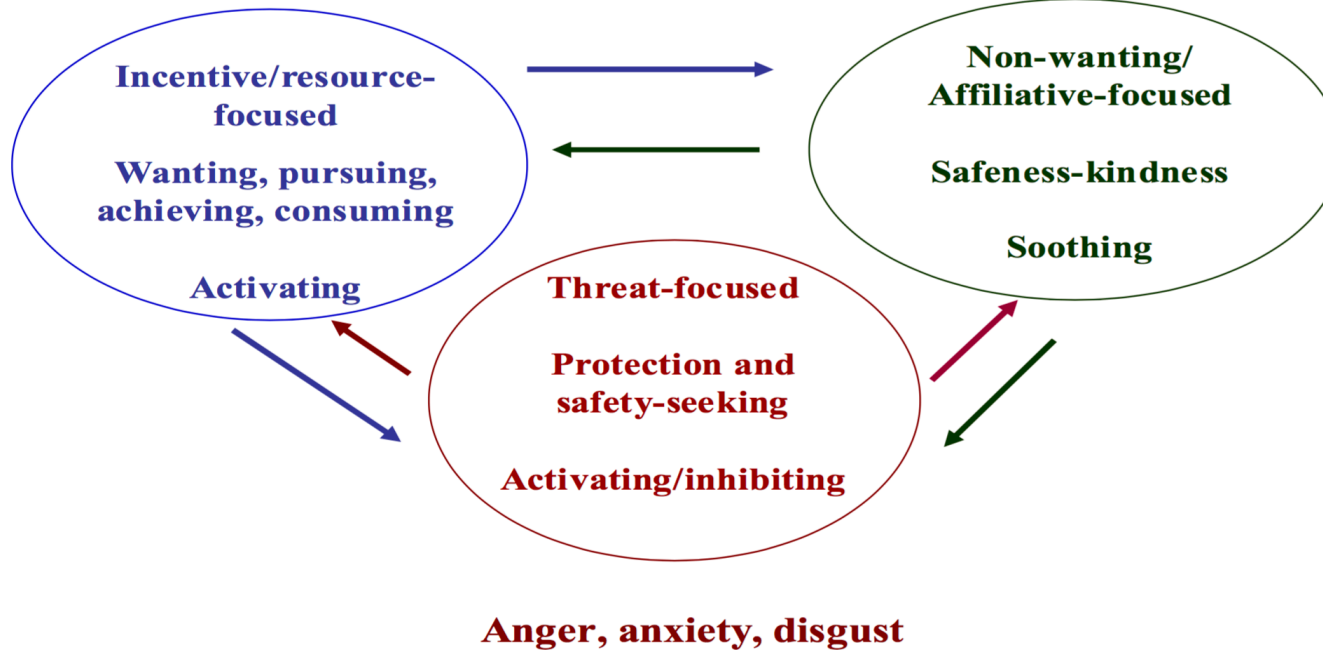 Incentive/resource-
focused
Wanting, pursuing,
achieving, consuming
Activating
Non-wanting/
Affiliative-focused
Safeness-kindness
Soothing
Threat-focused
Protection and
safety-seeking
Activating/inhibiting
Anger, anxiety, disgust